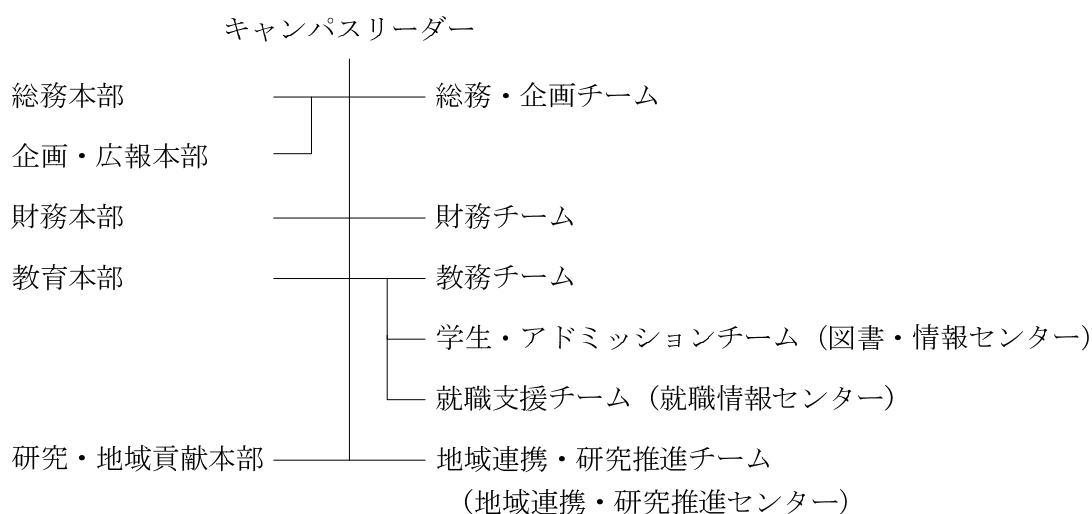 キャンパスリーダー
総務本部 総務・企画チーム
企画・広報本部
財務本部 財務チーム
教育本部 教務チーム
学生・アドミッションチーム（図書・情報センター）
就職支援チーム（就職情報センター）
研究・地域貢献本部 地域連携・研究推進チーム
（地域連携・研究推進センター）